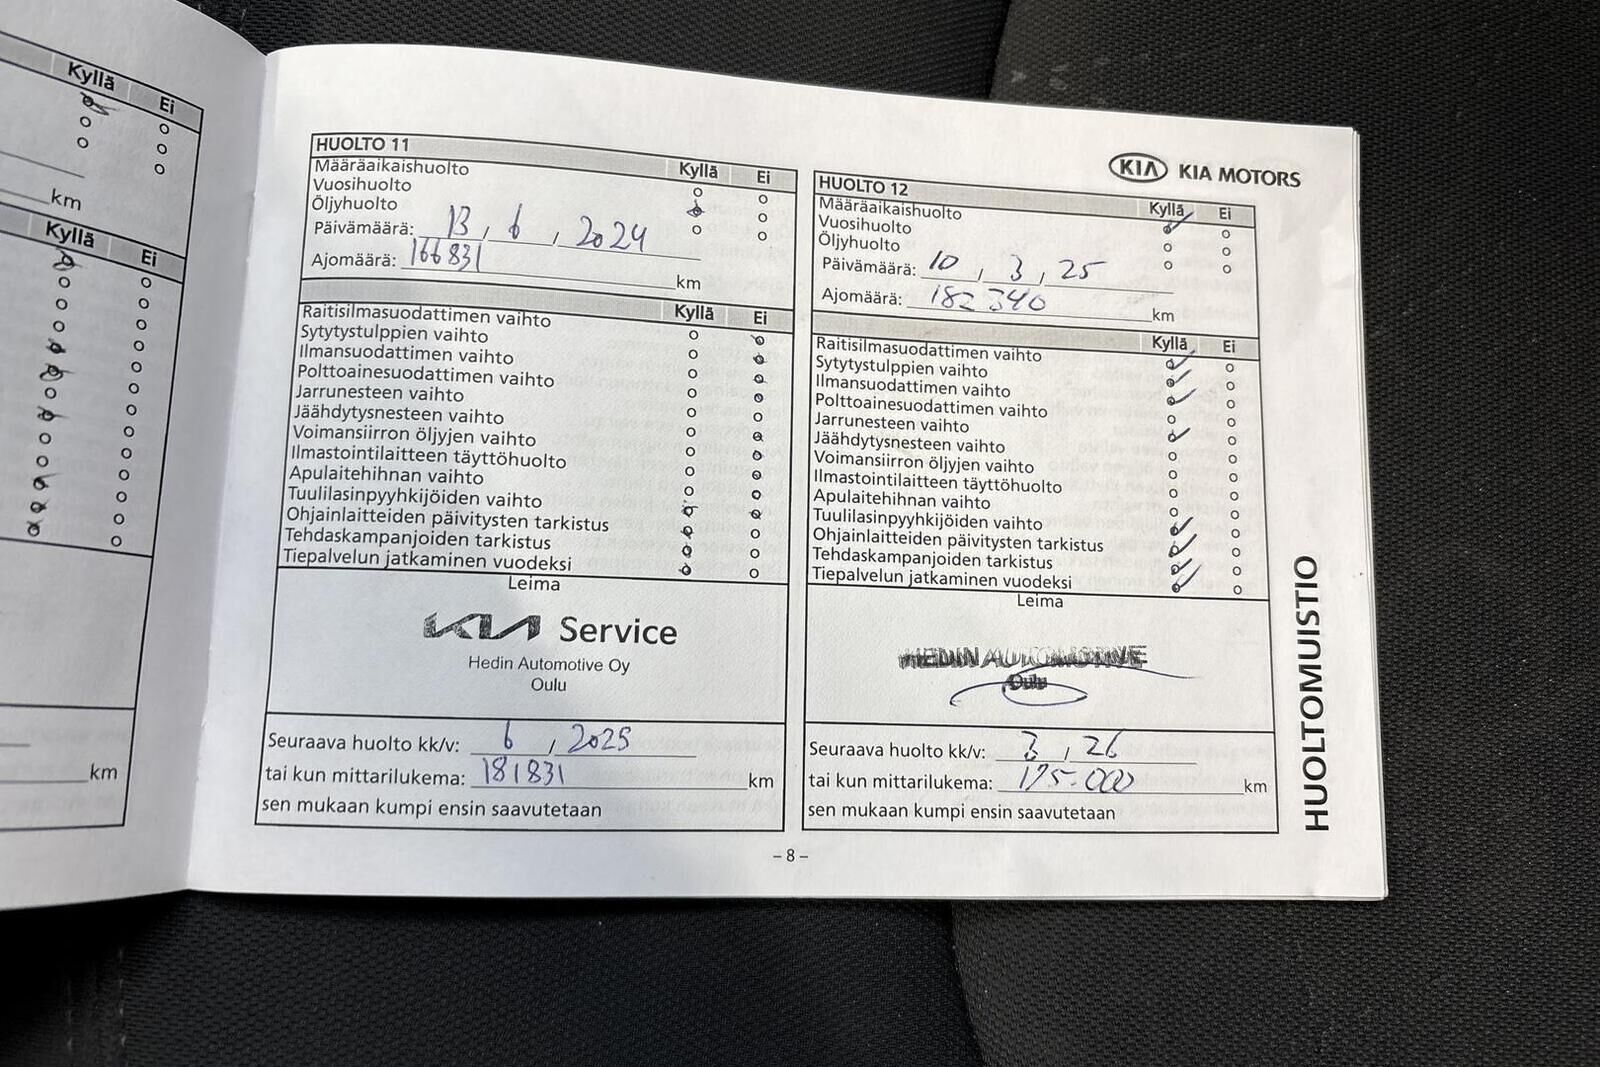 Kyllä Ei
km
Kyllä Ei
km
HUOLTO 11
Kyllä Ei
Määräaikaishuolto
Vuosihuolto
Öljyhuolto
Päivämäärä: 13, 6, 2024
Ajomäärä: 166831 km
Kyllä Ei
Raitisilmasuodattimen vaihto
Sytytystulppien vaihto
Ilmansuodattimen vaihto
Polttoainesuodattimen vaihto
Jarrunesteen vaihto
Jäähdytysnesteen vaihto
Voimansiirron öljyjen vaihto
Ilmastointilaitteen täyttöhuolto
Apulaitehihnan vaihto
Tuulilasinpyyhkijöiden vaihto
Ohjainlaitteiden päivitysten tarkistus
Tehdaskampanjoiden tarkistus
Tiepalvelun jatkaminen vuodeksi
Leima
KIA Service
Hedin Automotive Oy
Oulu
Seuraava huolto kk/v: 6, 2025
tai kun mittarilukema: 181831 km
sen mukaan kumpi ensin saavutetaan
KIA KIA MOTORS
HUOLTO 12
Kyllä Ei
Määräaikaishuolto
Vuosihuolto
Öljyhuolto
Päivämäärä: 10, 3, 25
Ajomäärä: 182340 km
Kyllä Ei
Raitisilmasuodattimen vaihto
Sytytystulppien vaihto
Ilmansuodattimen vaihto
Polttoainesuodattimen vaihto
Jarrunesteen vaihto
Jäähdytysnesteen vaihto
Voimansiirron öljyjen vaihto
Ilmastointilaitteen täyttöhuolto
Apulaitehihnan vaihto
Tuulilasinpyyhkijöiden vaihto
Ohjainlaitteiden päivitysten tarkistus
Tehdaskampanjoiden tarkistus
Tiepalvelun jatkaminen vuodeksi
Leima
HEDIN AUTOMOTIVE
Oulu
Seuraava huolto kk/v: 3, 26
tai kun mittarilukema: 195.000 km
sen mukaan kumpi ensin saavutetaan
HUOLTOMUISTIO
– 8 –